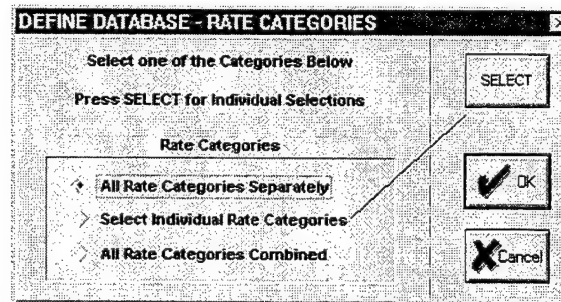 DEFINE DATABASE - RATE CATEGORIES
Select one of the Categories Below
Press SELECT for Individual Selections
SELECT
Rate Categories
All Rate Categories Separately
Select Individual Rate Categories
All Rate Categories Combined
OK
Cancel